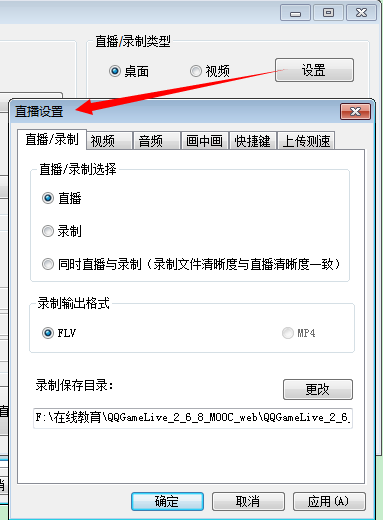 直播/录制类型
桌面 视频 设置
直播设置
直播/录制 视频 音频 画中画 快捷键 上传测速
直播/录制选择
直播
录制
同时直播与录制（录制文件清晰度与直播清晰度一致）
录制输出格式
FLV MP4
录制保存目录： 更改
F:\在线教育\QQGameLive_2_6_8_MOOC_web\QQGameLive_2_6_
直
消
确定 取消 应用(A)